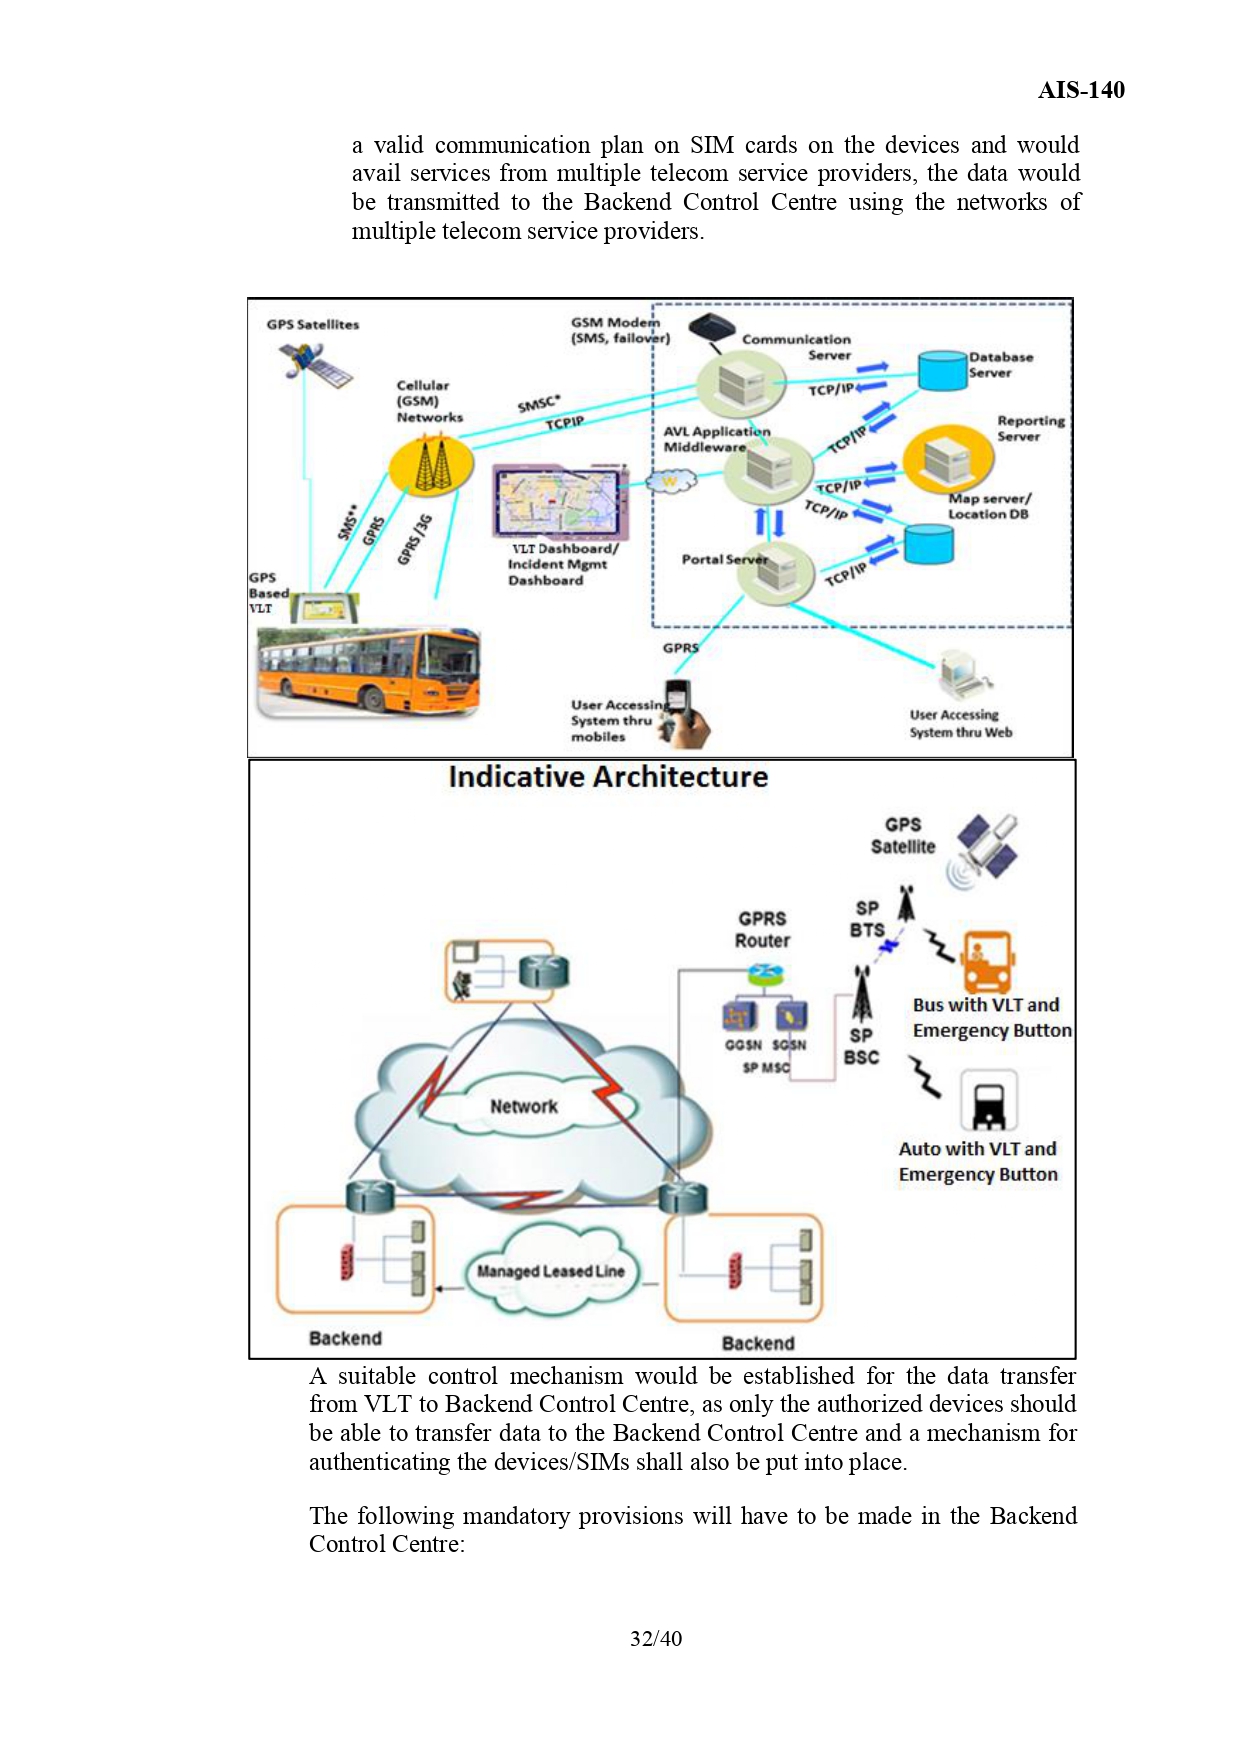 AIS-140
a valid communication plan on SIM cards on the devices and would
avail services from multiple telecom service providers, the data would
be transmitted to the Backend Control Centre using the networks of
multiple telecom service providers.
GPS Satellites
GSM Modem
(SMS, failover)
Communication
Server
Database
Server
TCP/IP
Cellular
(GSM)
Networks
SMSC*
TCPIP
AVL Application
Middleware
TCP/IP
Reporting
Server
W
TCP/IP
TCP/IP
Map server/
Location DB
SMS**
GPRS
GPRS/3G
VLT Dashboard/
Incident Mgmt
Dashboard
Portal Server
TCP/IP
GPS
Based
VLT
GPRS
User Accessing
System thru
mobiles
User Accessing
System thru Web
Indicative Architecture
GPS
Satellite
SP
BTS
GPRS
Router
Bus with VLT and
Emergency Button
GGSN SGSN
SP MSC
SP
BSC
Network
Auto with VLT and
Emergency Button
Managed Leased Line
Backend
Backend
A suitable control mechanism would be established for the data transfer
from VLT to Backend Control Centre, as only the authorized devices should
be able to transfer data to the Backend Control Centre and a mechanism for
authenticating the devices/SIMs shall also be put into place.
The following mandatory provisions will have to be made in the Backend
Control Centre:
32/40